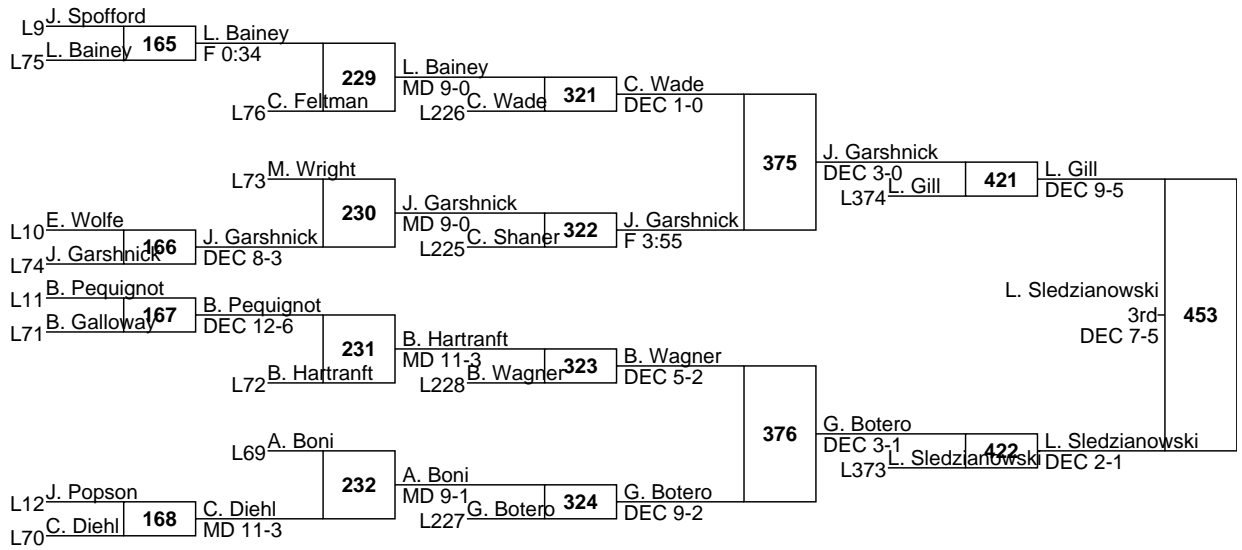 J. Spofford
L9
165
L. Bainey
L75
L. Bainey
F 0:34
229
L76
C. Feltman
L. Bainey
MD 9-0
L226
C. Wade
321
C. Wade
DEC 1-0
375
L73
M. Wright
230
L10
E. Wolfe
166
L74
J. Garshnick
J. Garshnick
DEC 8-3
J. Garshnick
MD 9-0
L225
C. Shaner
322
J. Garshnick
F 3:55
J. Garshnick
DEC 3-0
L374
L. Gill
421
L. Gill
DEC 9-5
L11
B. Pequignot
167
L71
B. Galloway
B. Pequignot
DEC 12-6
231
L72
B. Hartranft
B. Hartranft
MD 11-3
L228
B. Wagner
323
B. Wagner
DEC 5-2
376
L69
A. Boni
232
L12
J. Popson
168
L70
C. Diehl
C. Diehl
MD 11-3
A. Boni
MD 9-1
L227
G. Botero
324
G. Botero
DEC 9-2
G. Botero
DEC 3-1
L373
L. Sledzianowski
422
L. Sledzianowski
DEC 2-1
L. Sledzianowski
3rd
DEC 7-5
453